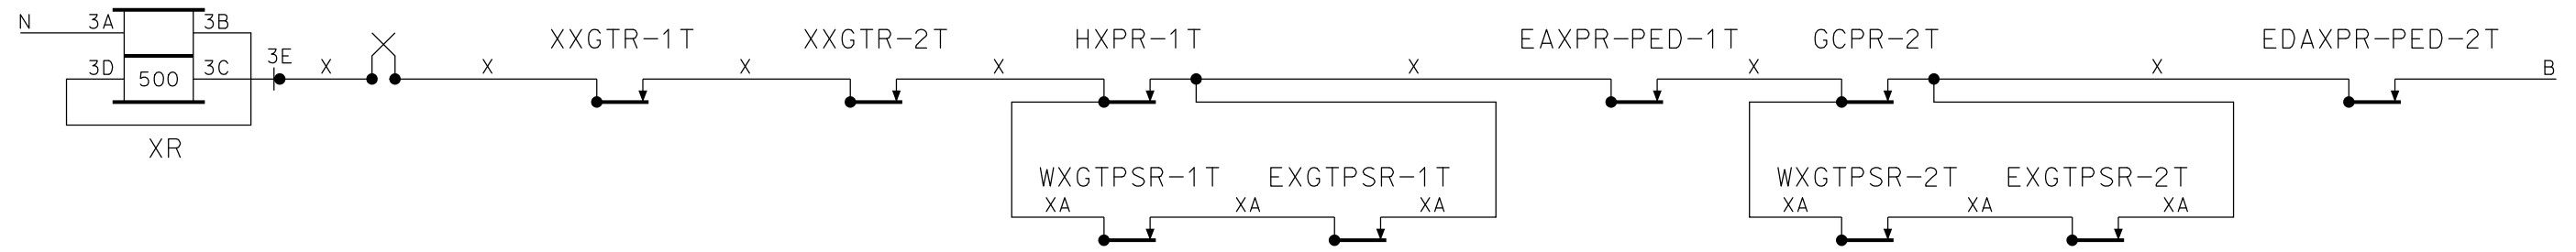 N 3A 3B
XXGTR-1T XXGTR-2T HXPR-1T EAXPR-PED-1T GCPR-2T EDAXPR-PED-2T
3D 500 3C 3E X X X X X X X B
XR
WXGTPSR-1T EXGTPSR-1T WXGTPSR-2T EXGTPSR-2T
XA XA XA XA XA XA